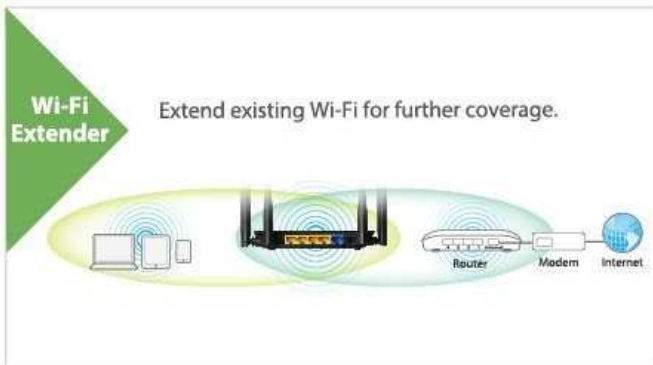 Wi-Fi
Extender
Extend existing Wi-Fi for further coverage.
Router
Modem
Internet